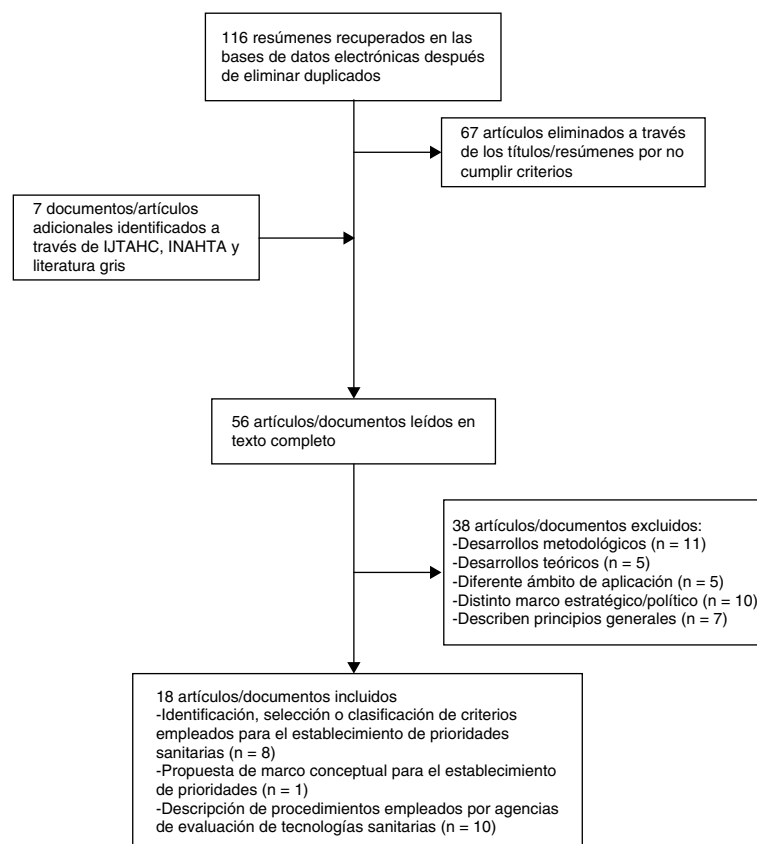 116 resúmenes recuperados en las
bases de datos electrónicas después
de eliminar duplicados
67 artículos eliminados a través
de los títulos/resúmenes por no
cumplir criterios
7 documentos/artículos
adicionales identificados a
través de IJTAHC, INAHTA y
literatura gris
56 artículos/documentos leídos en
texto completo
38 artículos/documentos excluidos:
-Desarrollos metodológicos (n = 11)
-Desarrollos teóricos (n = 5)
-Diferente ámbito de aplicación (n = 5)
-Distinto marco estratégico/político (n = 10)
-Describen principios generales (n = 7)
18 artículos/documentos incluidos
-Identificación, selección o clasificación de criterios
empleados para el establecimiento de prioridades
sanitarias (n = 8)
-Propuesta de marco conceptual para el establecimiento
de prioridades (n = 1)
-Descripción de procedimientos empleados por agencias
de evaluación de tecnologías sanitarias (n = 10)